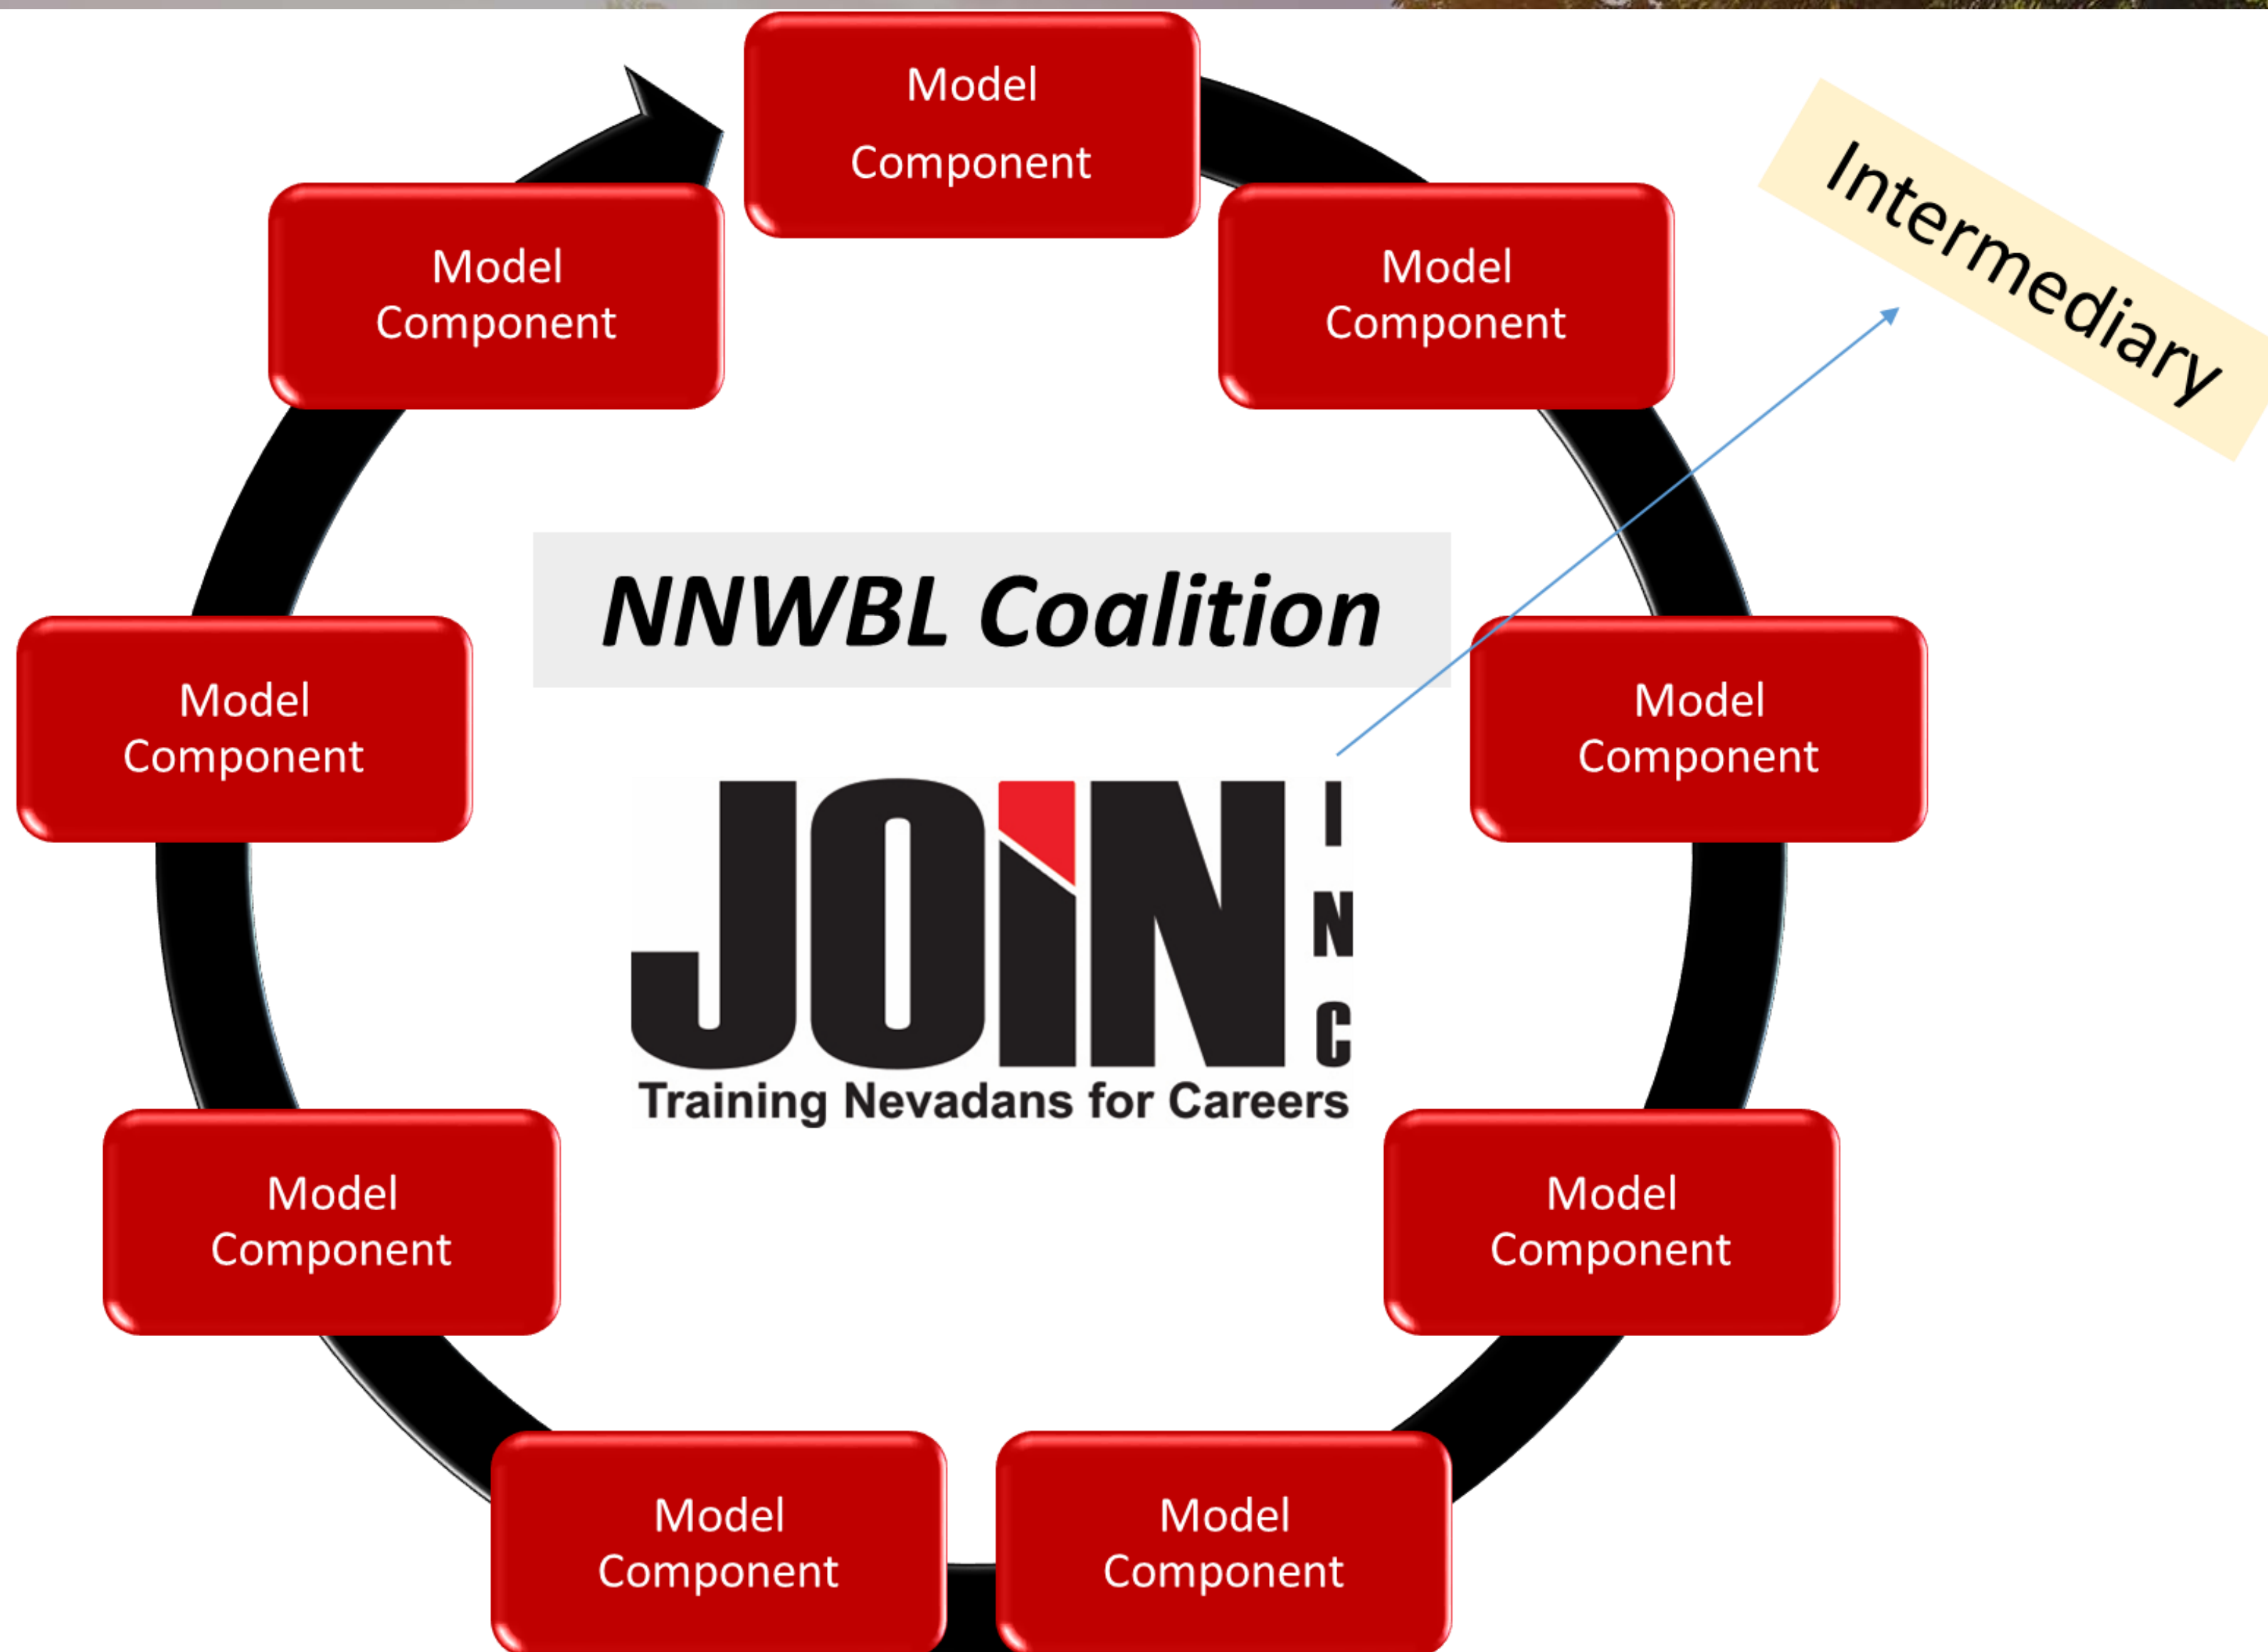 Model
Component
Model
Component
Model
Component
Intermediary
NNWBL Coalition
Model
Component
Model
Component
JOiN
INC
Training Nevadans for Careers
Model
Component
Model
Component
Model
Component
Model
Component